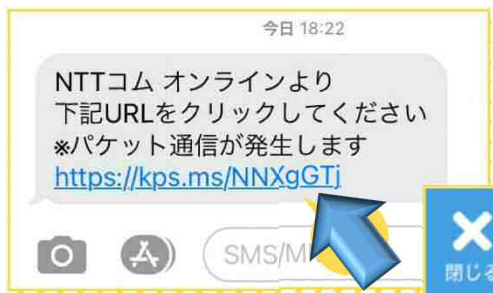 今日 18:22
NTTコム オンラインより
下記URLをクリックしてください
※パケット通信が発生します
https://kps.ms/NNXgGTj
SMS/M
閉じる